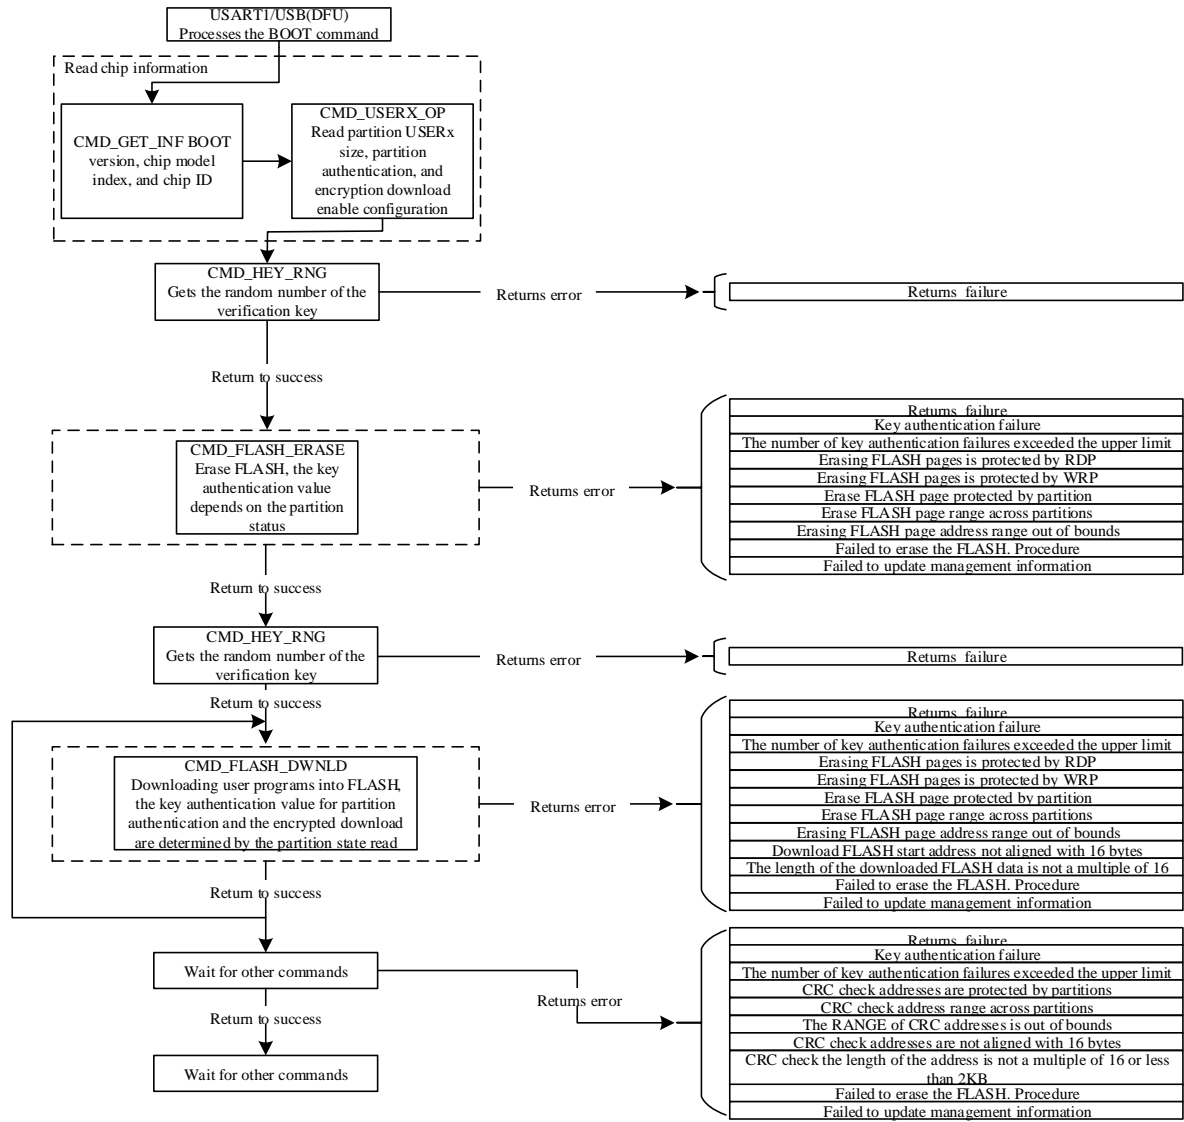 USART1/USB(DFU)
Processes the BOOT command
Read chip information
CMD_GET_INF BOOT
version, chip model
index, and chip ID
CMD_USERX_OP
Read partition USERx
size, partition
authentication, and
encryption download
enable configuration
CMD_HEY_RNG
Gets the random number of the
verification key
Returns error
Returns failure
Return to success
CMD_FLASH_ERASE
Erase FLASH, the key
authentication value
depends on the partition
status
Returns error
Returns failure
Key authentication failure
The number of key authentication failures exceeded the upper limit
Erasing FLASH pages is protected by RDP
Erasing FLASH pages is protected by WRP
Erase FLASH page protected by partition
Erase FLASH page range across partitions
Erasing FLASH page address range out of bounds
Failed to erase the FLASH. Procedure
Failed to update management information
Return to success
CMD_HEY_RNG
Gets the random number of the
verification key
Returns error
Returns failure
Return to success
CMD_FLASH_DWNLD
Downloading user programs into FLASH,
the key authentication value for partition
authentication and the encrypted download
are determined by the partition state read
Returns error
Returns failure
Key authentication failure
The number of key authentication failures exceeded the upper limit
Erasing FLASH pages is protected by RDP
Erasing FLASH pages is protected by WRP
Erase FLASH page protected by partition
Erase FLASH page range across partitions
Erasing FLASH page address range out of bounds
Download FLASH start address not aligned with 16 bytes
The length of the downloaded FLASH data is not a multiple of 16
Failed to erase the FLASH. Procedure
Failed to update management information
Return to success
Wait for other commands
Returns error
Returns failure
Key authentication failure
The number of key authentication failures exceeded the upper limit
CRC check addresses are protected by partitions
CRC check address range across partitions
The RANGE of CRC addresses is out of bounds
CRC check addresses are not aligned with 16 bytes
CRC check the length of the address is not a multiple of 16 or less
than 2KB
Failed to erase the FLASH. Procedure
Failed to update management information
Return to success
Wait for other commands